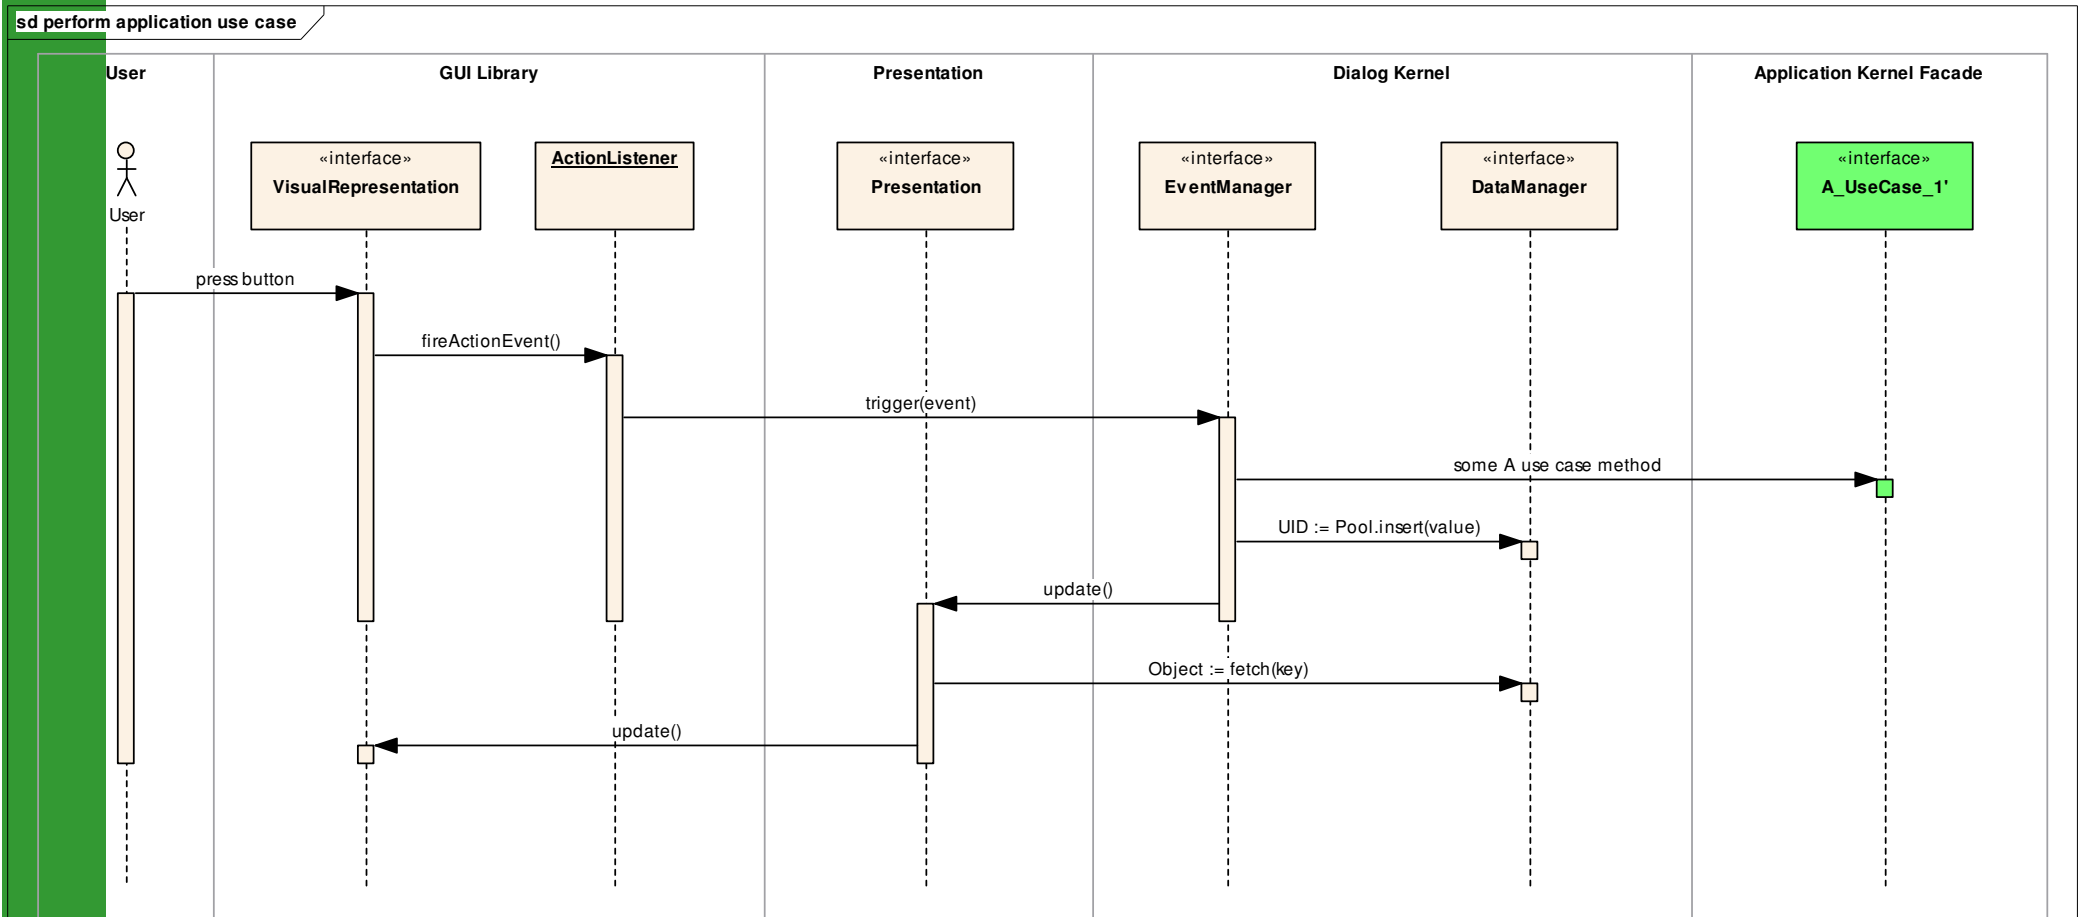 sd perform application use case
User
GUI Library
Presentation
Dialog Kernel
Application Kernel Facade
User
«interface»
VisualRepresentation
ActionListener
«interface»
Presentation
«interface»
EventManager
«interface»
DataManager
«interface»
A_UseCase_1'
press button
fireActionEvent()
trigger(event)
some A use case method
UID := Pool.insert(value)
update()
Object := fetch(key)
update()